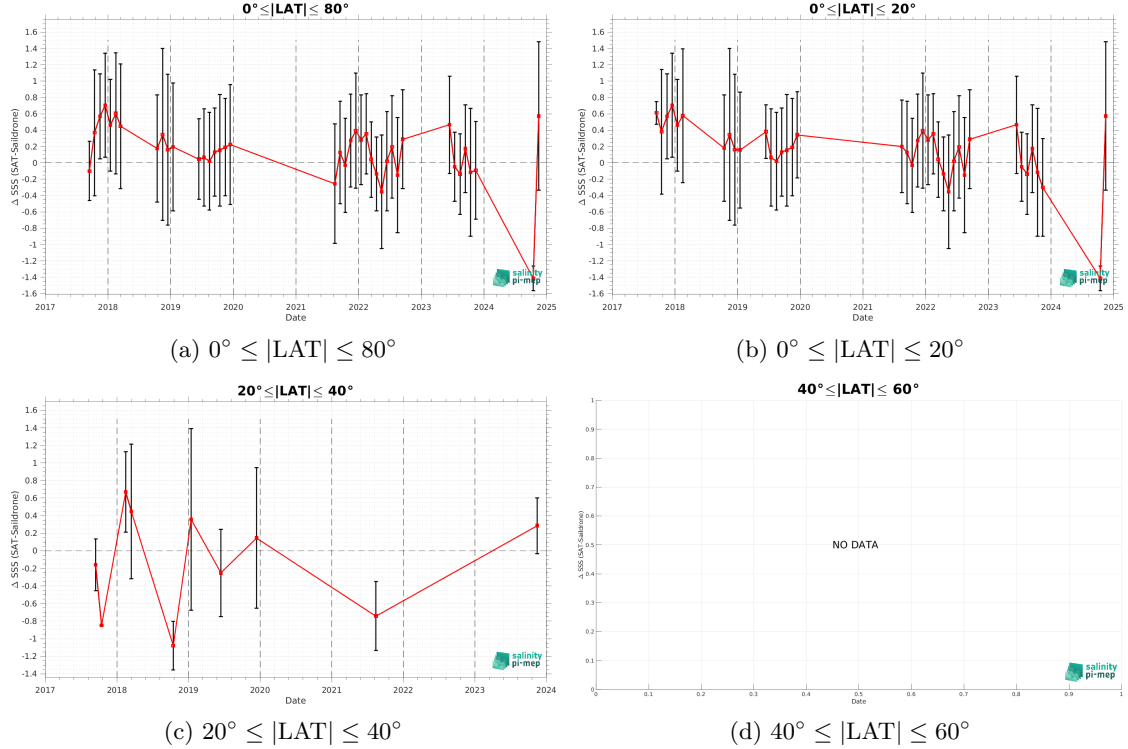 0°≤|LAT|≤ 80°
Δ SSS (SAT-Saildrone)
1.6
1.4
1.2
1
0.8
0.6
0.4
0.2
0
-0.2
-0.4
-0.6
-0.8
-1
-1.2
-1.4
-1.6
2017 2018 2019 2020 2021 2022 2023 2024 2025
Date
salinity
pi-mep
(a) 0° ≤ |LAT| ≤ 80°
0°≤|LAT|≤ 20°
Δ SSS (SAT-Saildrone)
1.6
1.4
1.2
1
0.8
0.6
0.4
0.2
0
-0.2
-0.4
-0.6
-0.8
-1
-1.2
-1.4
-1.6
2017 2018 2019 2020 2021 2022 2023 2024 2025
Date
salinity
pi-mep
(b) 0° ≤ |LAT| ≤ 20°
20°≤|LAT|≤ 40°
Δ SSS (SAT-Saildrone)
1.6
1.4
1.2
1
0.8
0.6
0.4
0.2
0
-0.2
-0.4
-0.6
-0.8
-1
-1.2
-1.4
2017 2018 2019 2020 2021 2022 2023 2024
Date
salinity
pi-mep
(c) 20° ≤ |LAT| ≤ 40°
40°≤|LAT|≤ 60°
Δ SSS (SAT-Saildrone)
1
0.9
0.8
0.7
0.6
0.5
0.4
0.3
0.2
0.1
0
NO DATA
0 0.1 0.2 0.3 0.4 0.5 0.6 0.7 0.8 0.9 1
Date
salinity
pi-mep
(d) 40° ≤ |LAT| ≤ 60°